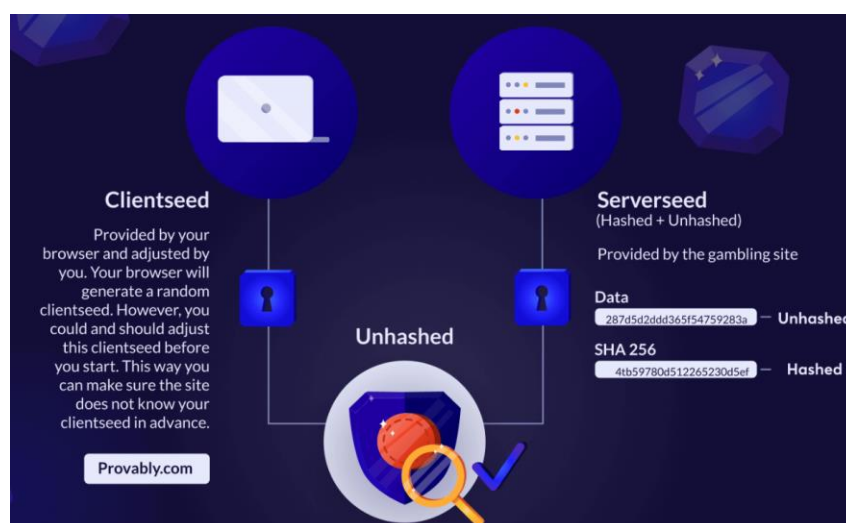 Clientseed
Provided by your
browser and adjusted by
you. Your browser will
generate a random
clientseed. However, you
could and should adjust
this clientseed before
you start. This way you
can make sure the site
does not know your
clientseed in advance.
Provably.com
Unhashed
Serverseed
(Hashed + Unhashed)
Provided by the gambling site
Data
287d5d2ddd365f54759283a Unhashed
SHA 256
4tb59780d512265230d5ef Hashed